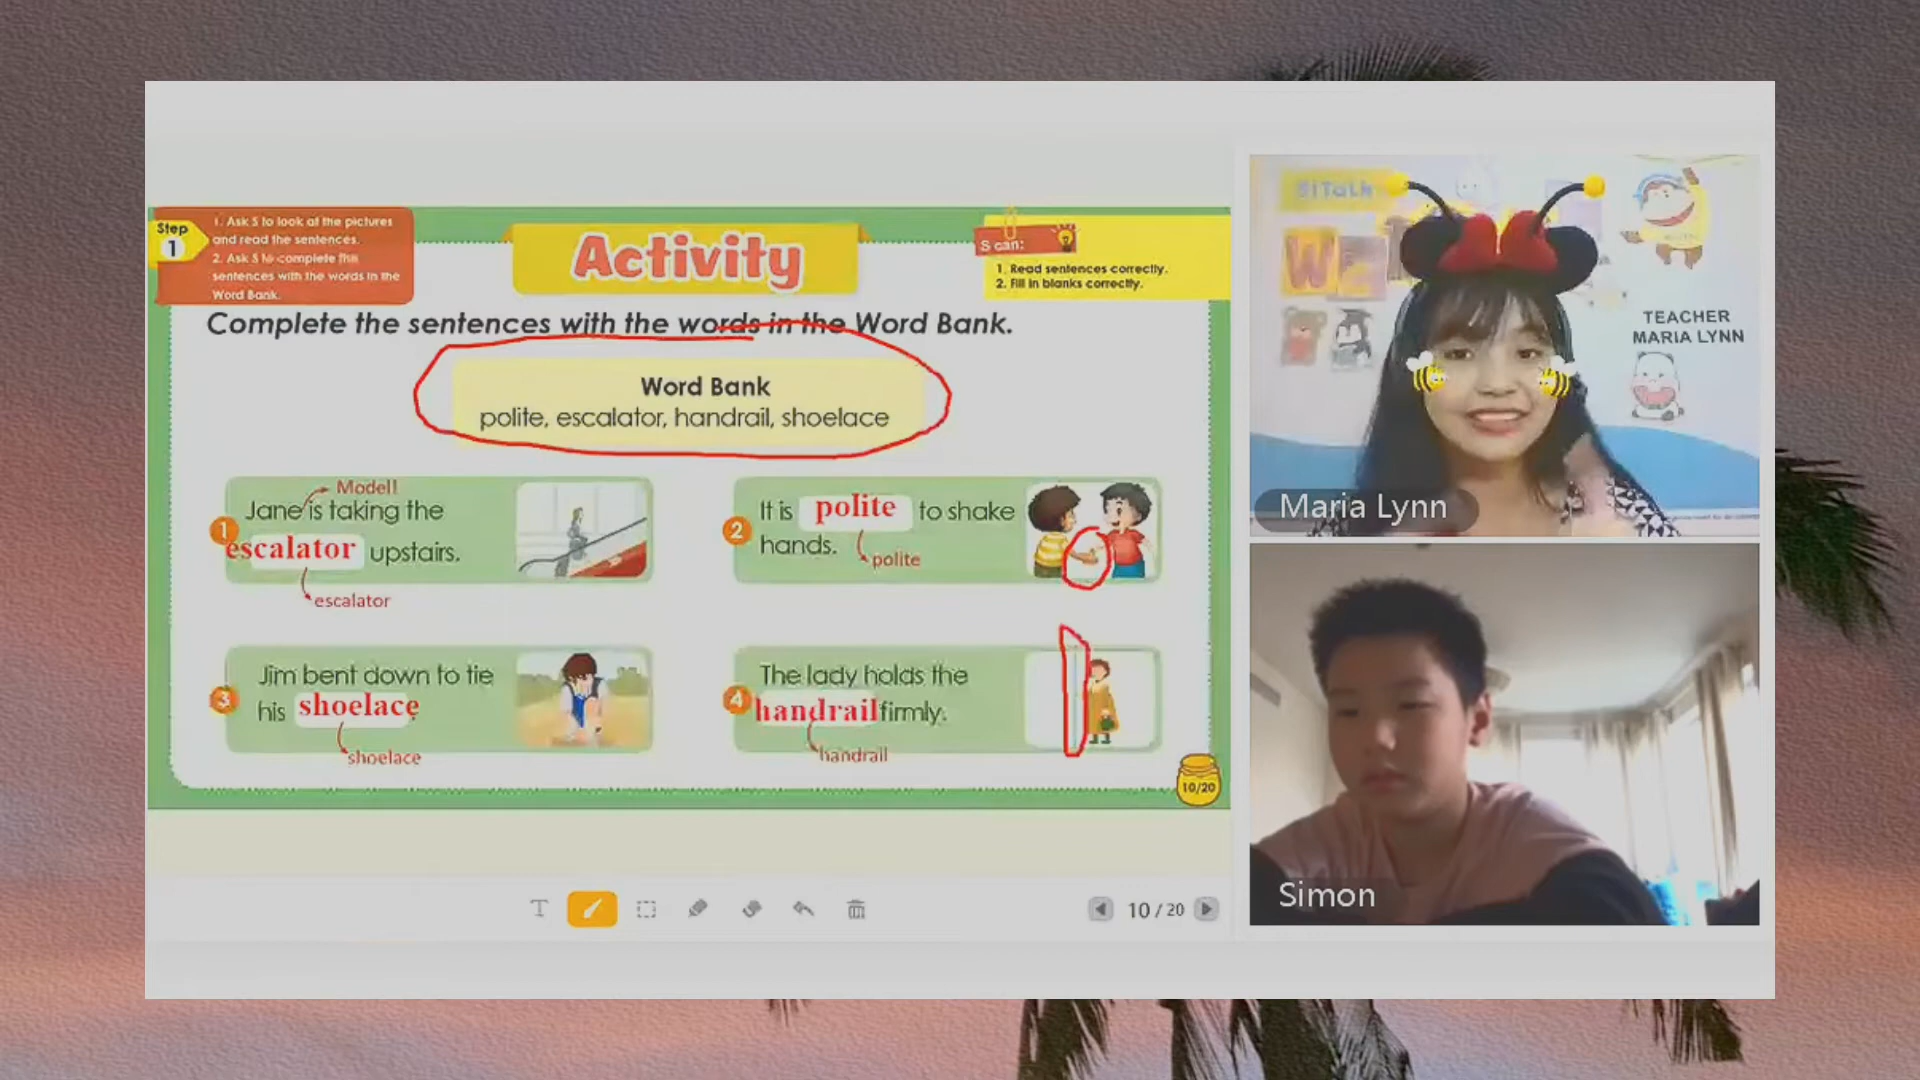 Step
1
1. Ask S to look at the pictures
and read the sentences.
2. Ask S to complete the
sentences with the words in the
Word Bank.
Activity
S can:
1. Read sentences correctly.
2. Fill in blanks correctly.
Complete the sentences with the words in the Word Bank.
Word Bank
polite, escalator, handrail, shoelace
Modell
1 Jane is taking the
escalator upstairs.
escalator
2 It is polite to shake
hands.
polite
3 Jim bent down to tie
his shoelace.
shoelace
4 The lady holds the
handrail firmly.
handrail
10/20
10 / 20
51Talk
TEACHER
MARIA LYNN
Maria Lynn
Simon